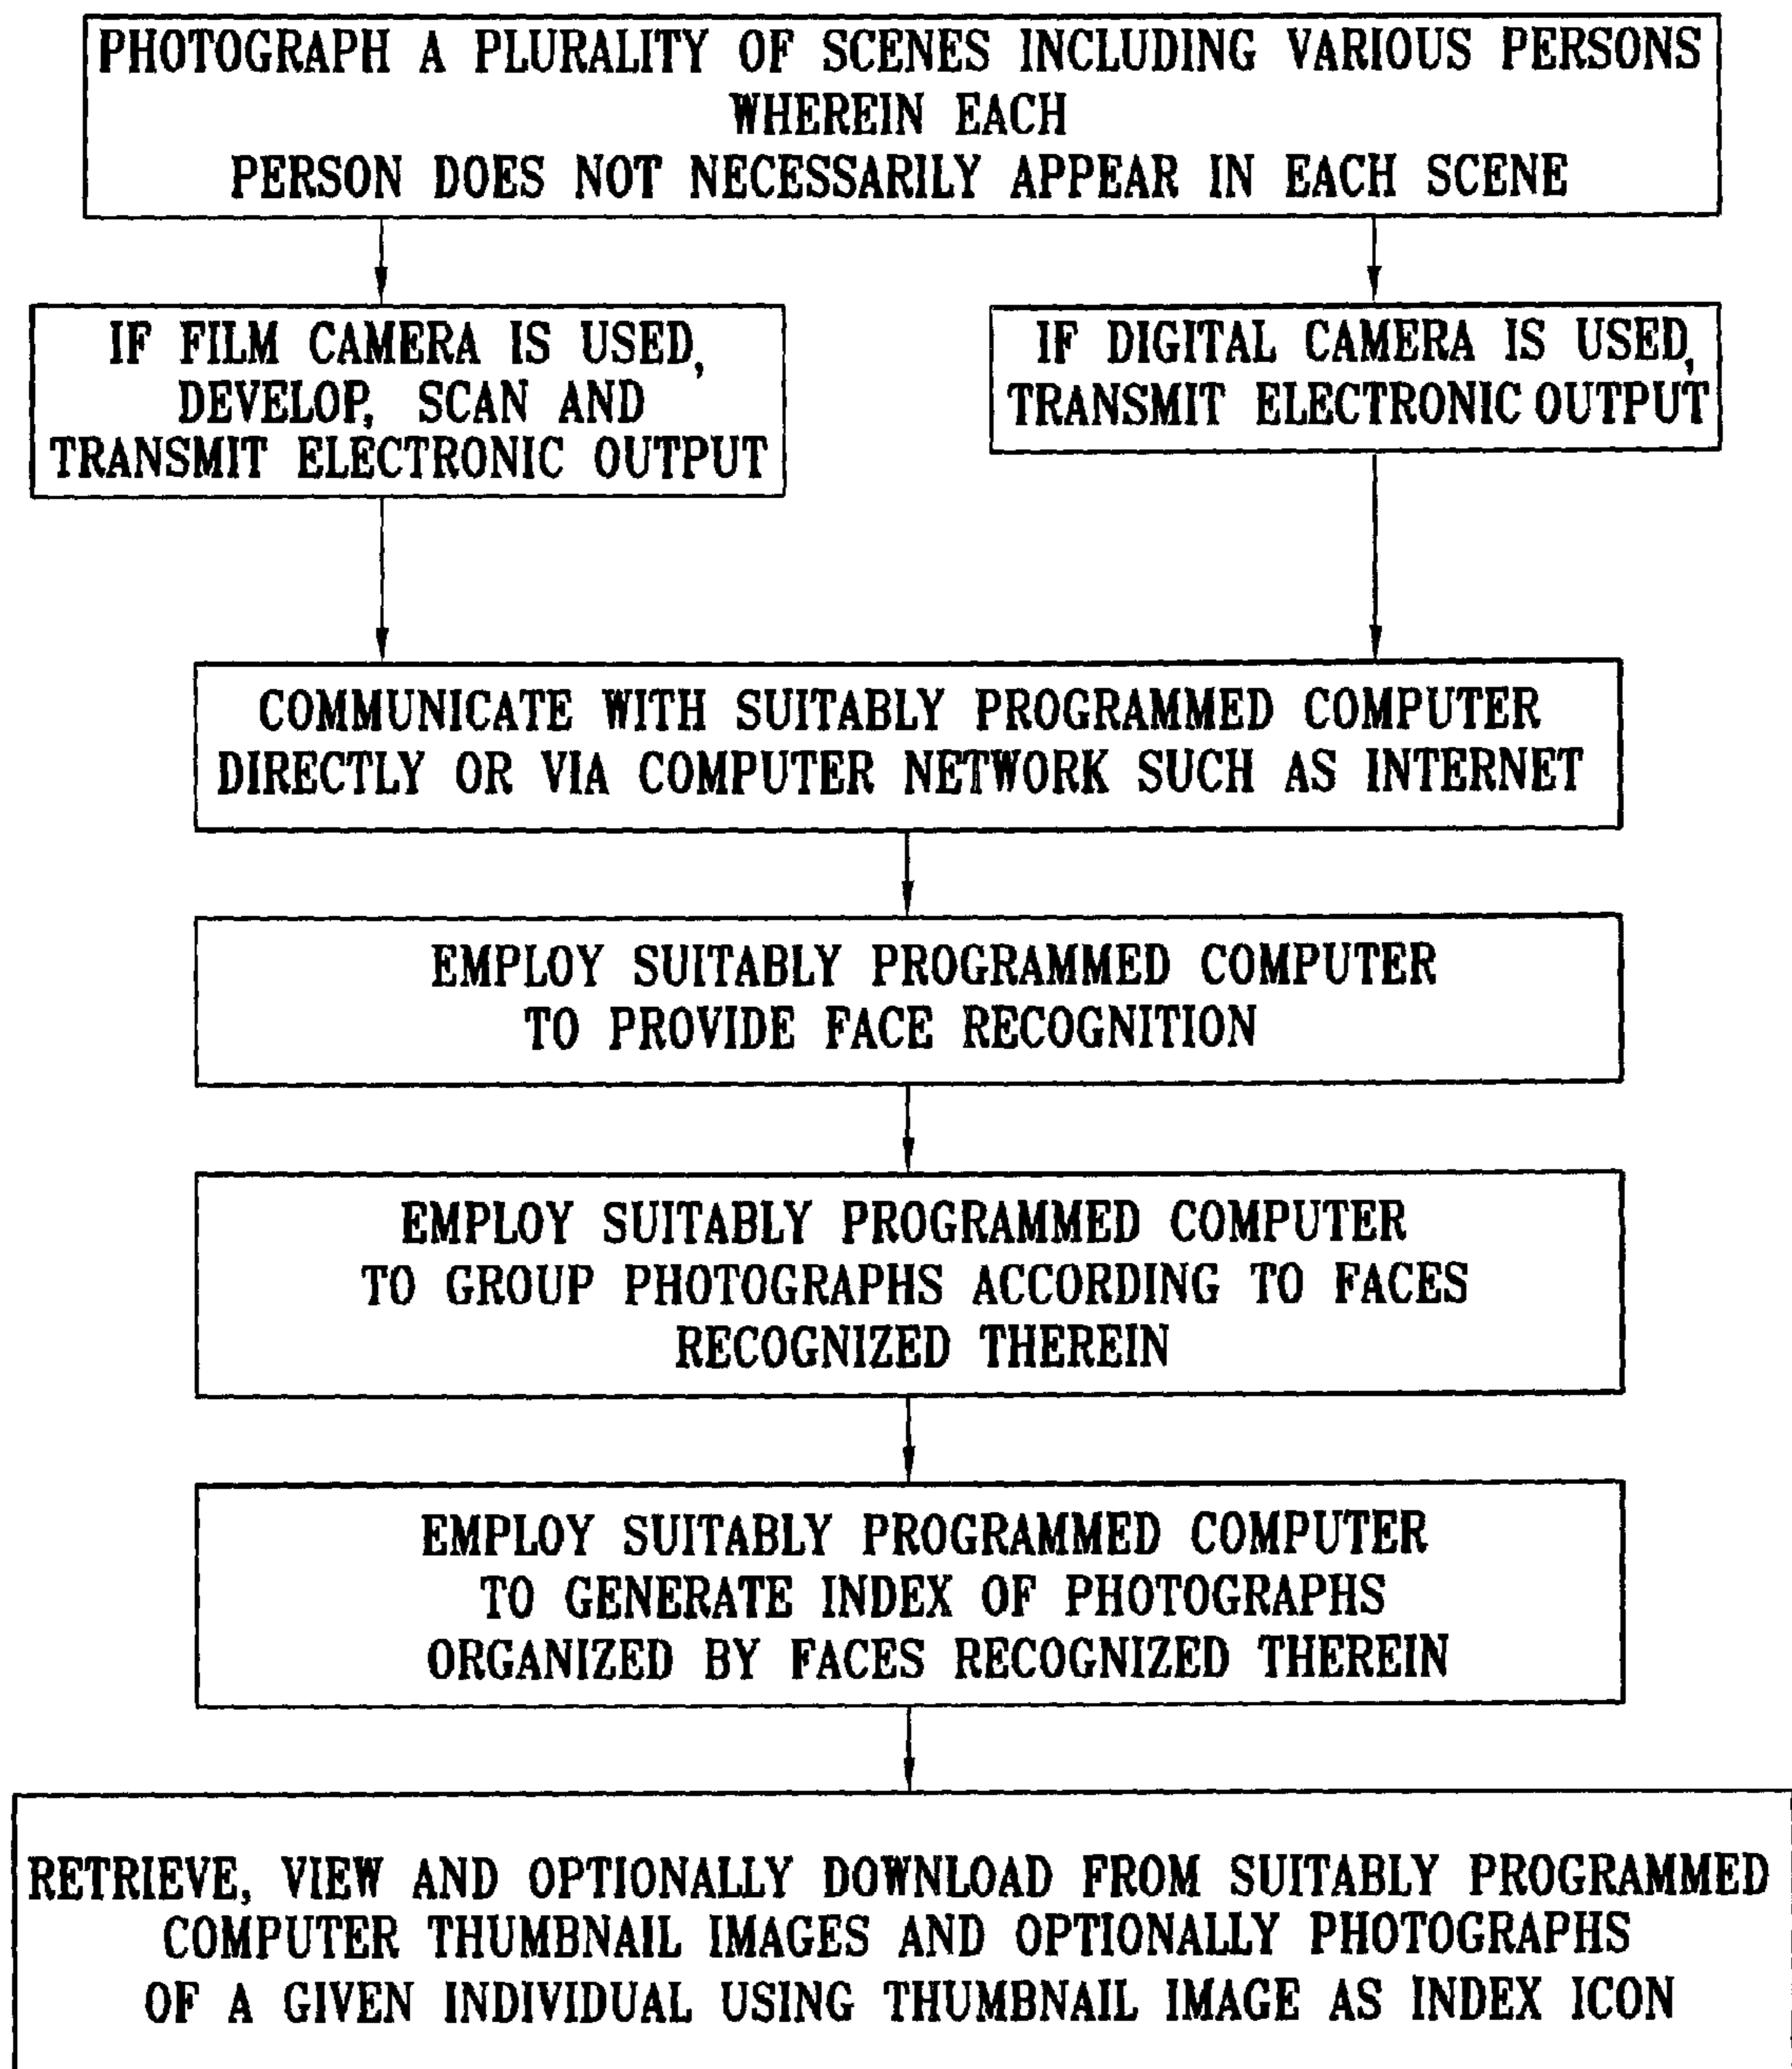 PHOTOGRAPH A PLURALITY OF SCENES INCLUDING VARIOUS PERSONS
WHEREIN EACH
PERSON DOES NOT NECESSARILY APPEAR IN EACH SCENE
IF FILM CAMERA IS USED,
DEVELOP, SCAN AND
TRANSMIT ELECTRONIC OUTPUT
IF DIGITAL CAMERA IS USED,
TRANSMIT ELECTRONIC OUTPUT
COMMUNICATE WITH SUITABLY PROGRAMMED COMPUTER
DIRECTLY OR VIA COMPUTER NETWORK SUCH AS INTERNET
EMPLOY SUITABLY PROGRAMMED COMPUTER
TO PROVIDE FACE RECOGNITION
EMPLOY SUITABLY PROGRAMMED COMPUTER
TO GROUP PHOTOGRAPHS ACCORDING TO FACES
RECOGNIZED THEREIN
EMPLOY SUITABLY PROGRAMMED COMPUTER
TO GENERATE INDEX OF PHOTOGRAPHS
ORGANIZED BY FACES RECOGNIZED THEREIN
RETRIEVE, VIEW AND OPTIONALLY DOWNLOAD FROM SUITABLY PROGRAMMED
COMPUTER THUMBNAIL IMAGES AND OPTIONALLY PHOTOGRAPHS
OF A GIVEN INDIVIDUAL USING THUMBNAIL IMAGE AS INDEX ICON